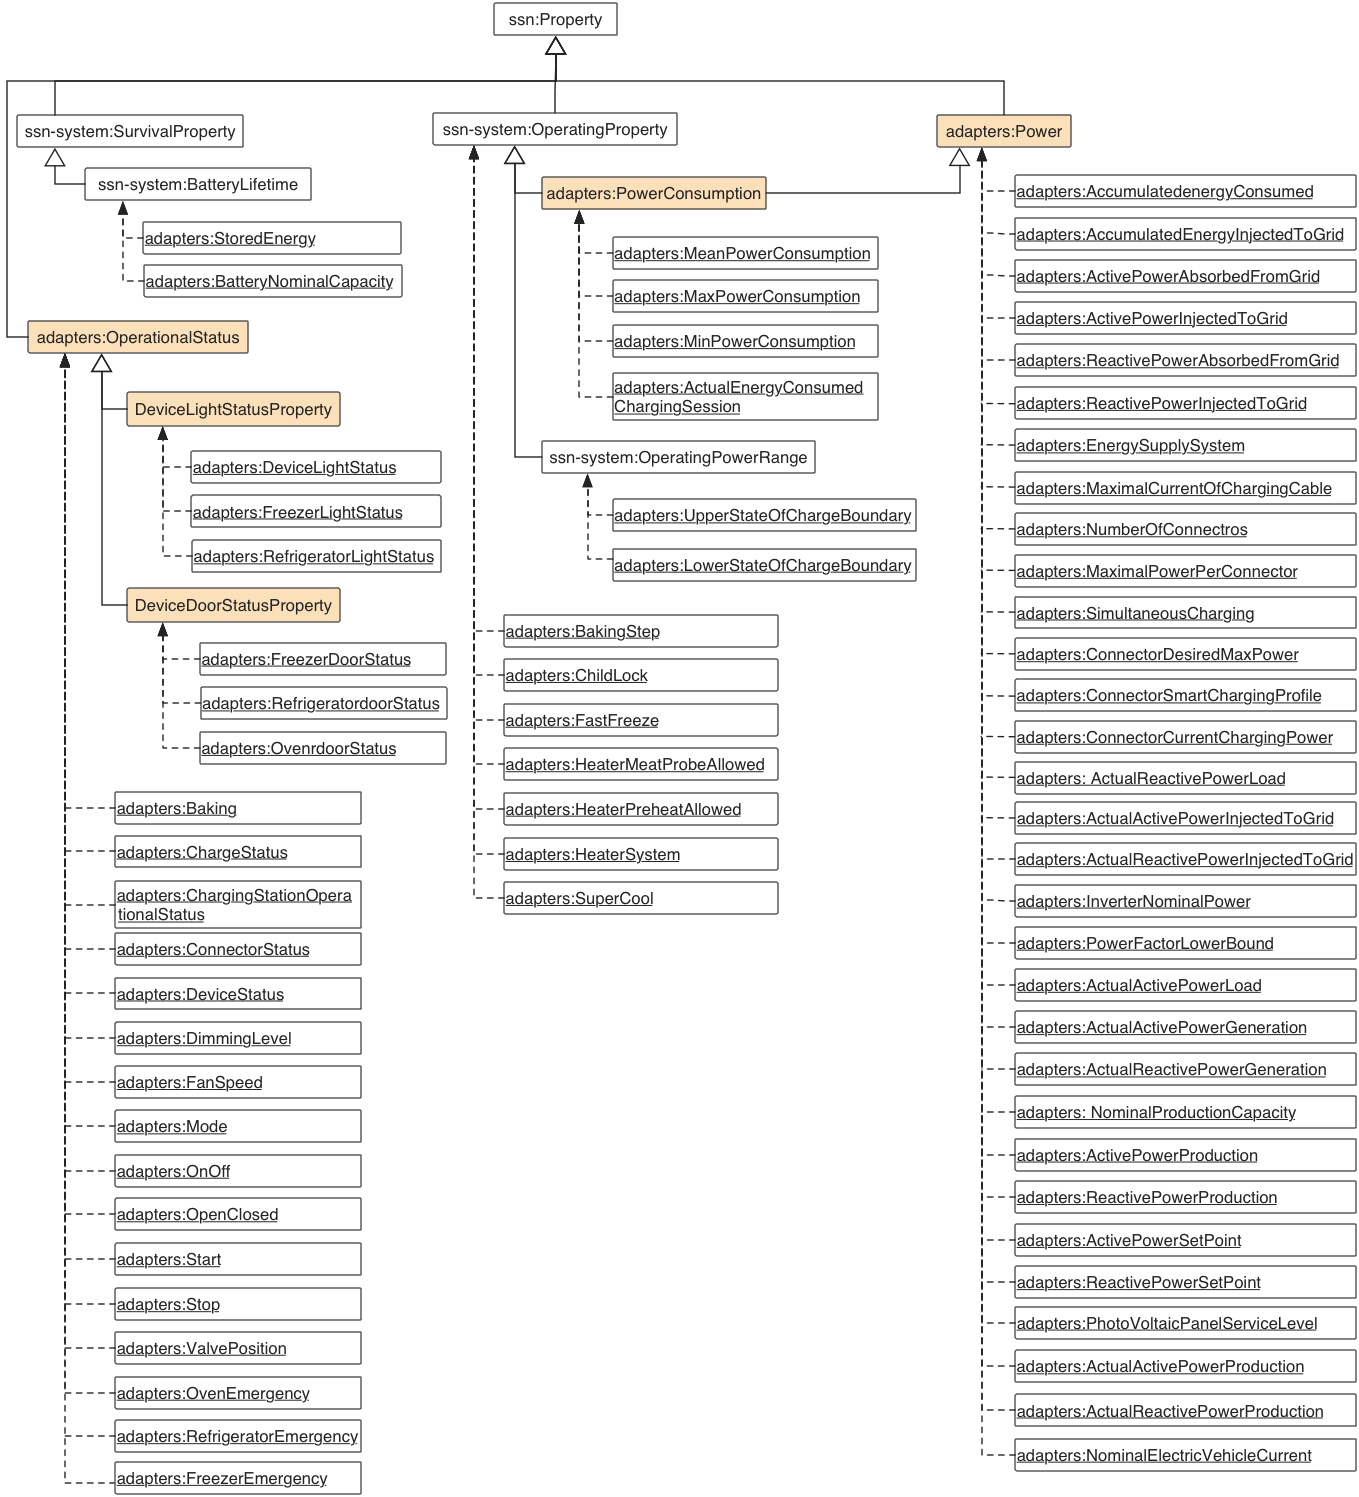 ssn:Property
ssn-system:SurvivalProperty
ssn-system:BatteryLifetime
adapters:StoredEnergy
adapters:BatteryNominalCapacity
adapters:OperationalStatus
DeviceLightStatusProperty
adapters:DeviceLightStatus
adapters:FreezerLightStatus
adapters:RefrigeratorLightStatus
DeviceDoorStatusProperty
adapters:FreezerDoorStatus
adapters:RefrigeratordoorStatus
adapters:OvenrdoorStatus
adapters:Baking
adapters:ChargeStatus
adapters:ChargingStationOpera
tionalStatus
adapters:ConnectorStatus
adapters:DeviceStatus
adapters:DimmingLevel
adapters:FanSpeed
adapters:Mode
adapters:OnOff
adapters:OpenClosed
adapters:Start
adapters:Stop
adapters:ValvePosition
adapters:OvenEmergency
adapters:RefrigeratorEmergency
adapters:FreezerEmergency
ssn-system:OperatingProperty
adapters:PowerConsumption
adapters:MeanPowerConsumption
adapters:MaxPowerConsumption
adapters:MinPowerConsumption
adapters:ActualEnergyConsumed
ChargingSession
ssn-system:OperatingPowerRange
adapters:UpperStateOfChargeBoundary
adapters:LowerStateOfChargeBoundary
adapters:BakingStep
adapters:ChildLock
adapters:FastFreeze
adapters:HeaterMeatProbeAllowed
adapters:HeaterPreheatAllowed
adapters:HeaterSystem
adapters:SuperCool
adapters:Power
adapters:AccumulatedenergyConsumed
adapters:AccumulatedEnergyInjectedToGrid
adapters:ActivePowerAbsorbedFromGrid
adapters:ActivePowerInjectedToGrid
adapters:ReactivePowerAbsorbedFromGrid
adapters:ReactivePowerInjectedToGrid
adapters:EnergySupplySystem
adapters:MaximalCurrentOfChargingCable
adapters:NumberOfConnectros
adapters:MaximalPowerPerConnector
adapters:SimultaneousCharging
adapters:ConnectorDesiredMaxPower
adapters:ConnectorSmartChargingProfile
adapters:ConnectorCurrentChargingPower
adapters: ActualReactivePowerLoad
adapters:ActualActivePowerInjectedToGrid
adapters:ActualReactivePowerInjectedToGrid
adapters:InverterNominalPower
adapters:PowerFactorLowerBound
adapters:ActualActivePowerLoad
adapters:ActualActivePowerGeneration
adapters:ActualReactivePowerGeneration
adapters: NominalProductionCapacity
adapters:ActivePowerProduction
adapters:ReactivePowerProduction
adapters:ActivePowerSetPoint
adapters:ReactivePowerSetPoint
adapters:PhotoVoltaicPanelServiceLevel
adapters:ActualActivePowerProduction
adapters:ActualReactivePowerProduction
adapters:NominalElectricVehicleCurrent